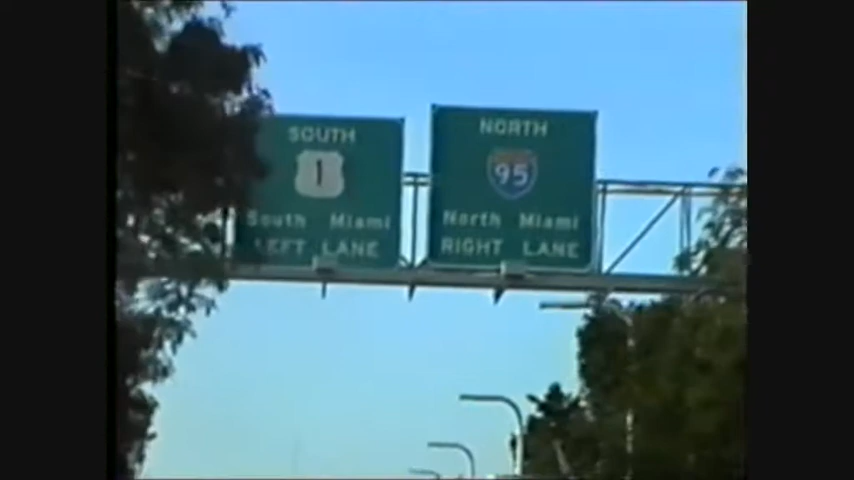 SOUTH
1
South Miami
LEFT LANE
NORTH
95
North Miami
RIGHT LANE